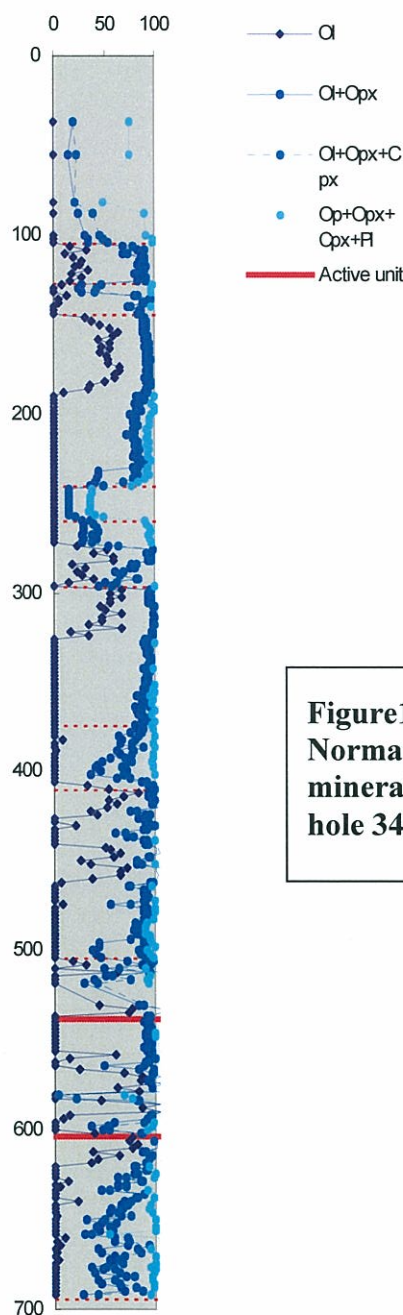 0 50 100
0
100
200
300
400
500
600
700
Ol
Ol+Opx
Ol+Opx+C
px
Op+Opx+
Cpx+Pl
Active unit
Figure1
Norma
minera
hole 34